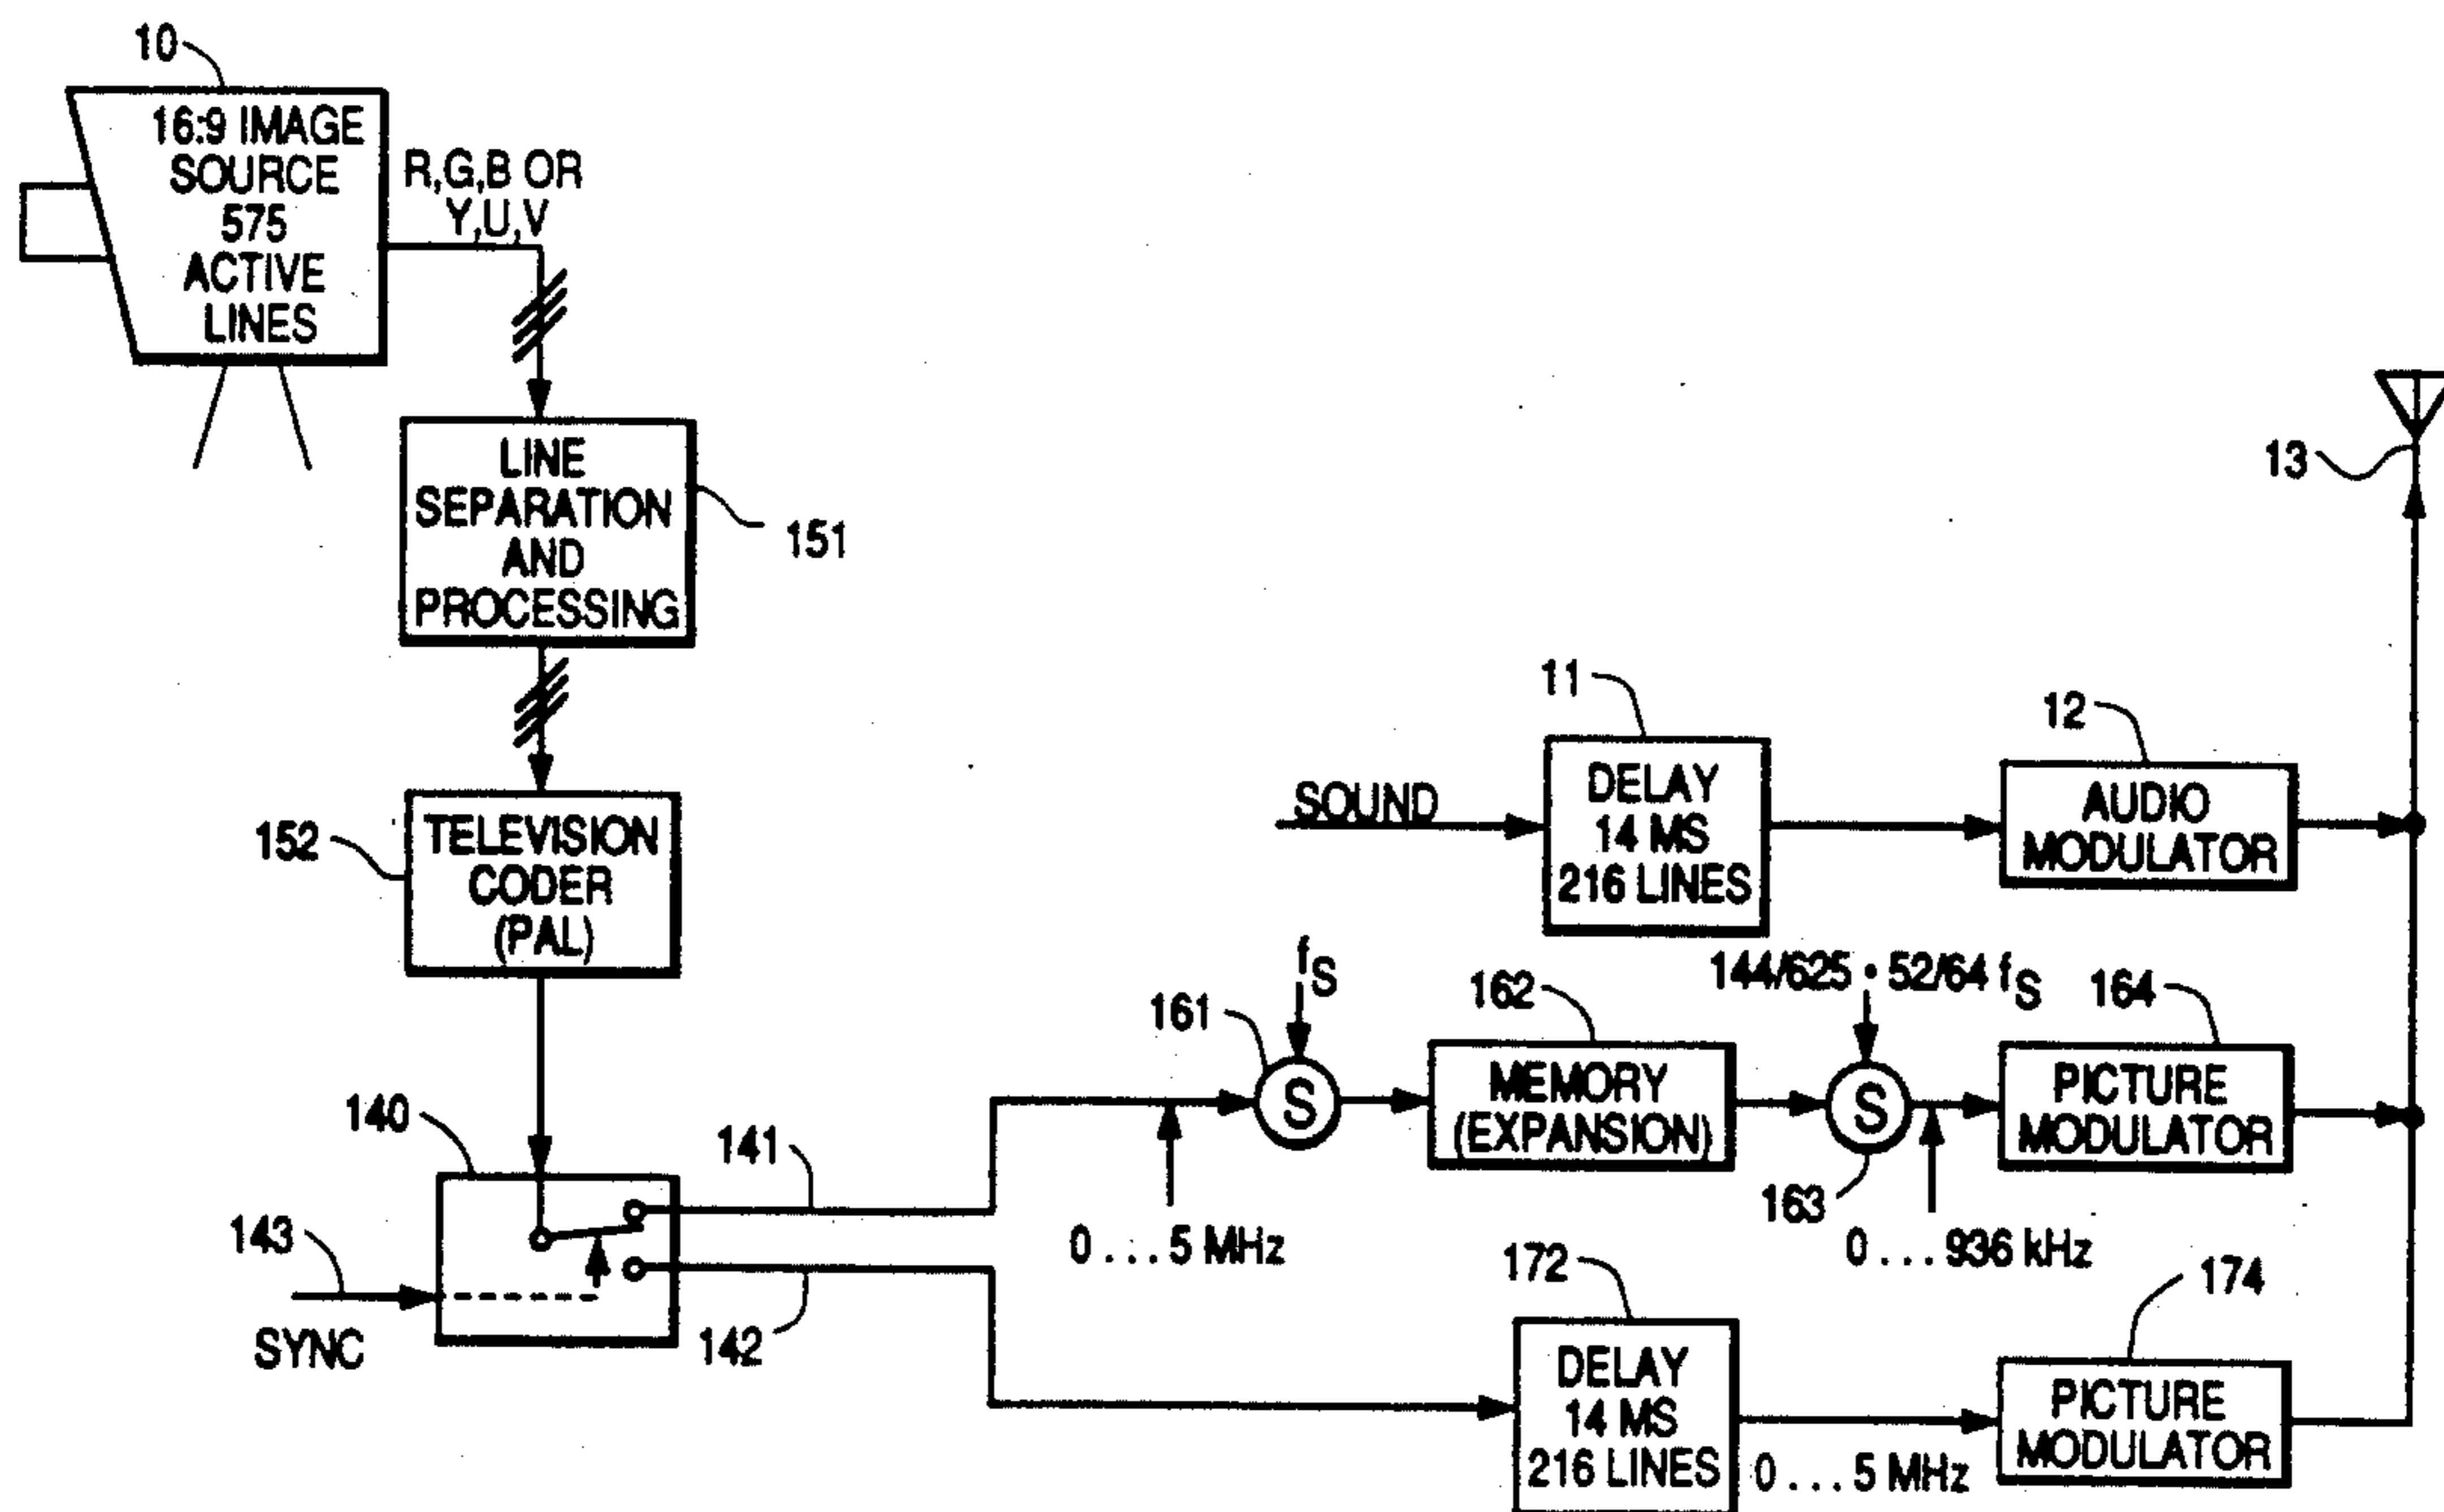 10
16:9 IMAGE
SOURCE
575
ACTIVE
LINES
R,G,B OR
Y,U,V
LINE
SEPARATION
AND
PROCESSING
151
13
152
TELEVISION
CODER
(PAL)
11
SOUND
DELAY
14 MS
216 LINES
12
AUDIO
MODULATOR
140
141
143
SYNC
142
161
fS
0 ... 5 MHz
162
MEMORY
(EXPANSION)
144/625 • 52/64 fS
S
S
163
0 ... 936 kHz
164
PICTURE
MODULATOR
172
DELAY
14 MS
216 LINES
0 ... 5 MHz
174
PICTURE
MODULATOR